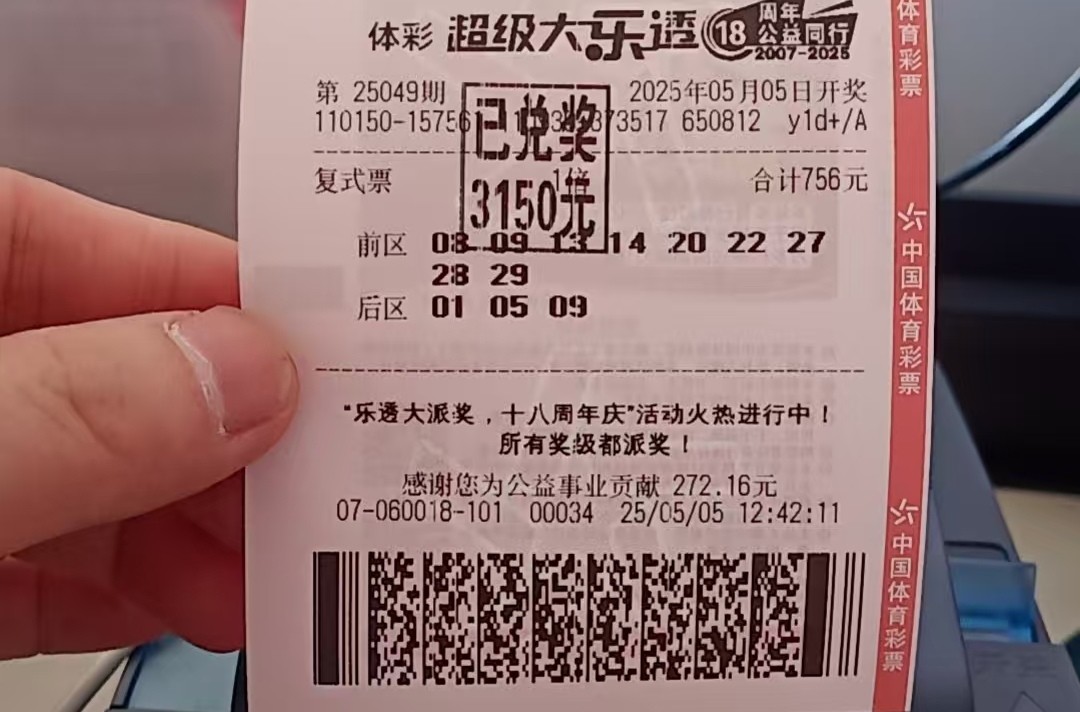 体彩 超级大乐透 18周年公益同行 2007-2025
第 25049期 2025年05月05日开奖
650812 y1d+/A
已兑奖
3150元
复式票 1倍 合计756元
前区 08 09 13 14 20 22 27
28 29
后区 01 05 09
“乐透大派奖，十八周年庆”活动火热进行中！
所有奖级都派奖！
感谢您为公益事业贡献 272.16元
07-060018-101 00034 25/05/05 12:42:11
体育彩票
中国体育彩票
中国体育彩票